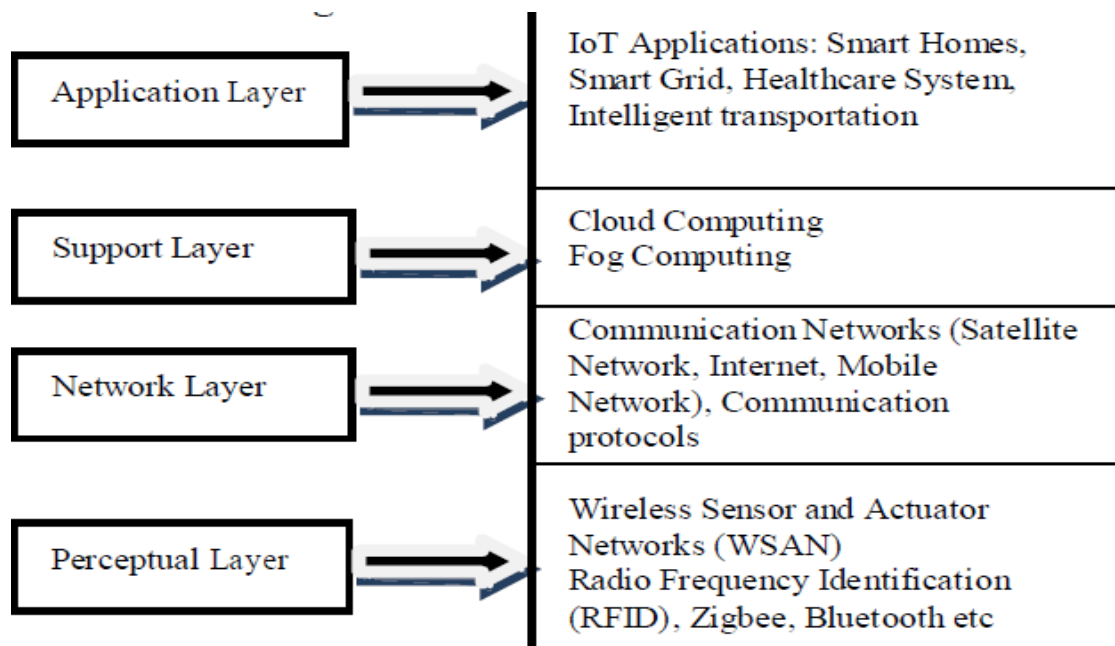 Application Layer
IoT Applications: Smart Homes,
Smart Grid, Healthcare System,
Intelligent transportation
Support Layer
Cloud Computing
Fog Computing
Network Layer
Communication Networks (Satellite
Network, Internet, Mobile
Network), Communication
protocols
Perceptual Layer
Wireless Sensor and Actuator
Networks (WSAN)
Radio Frequency Identification
(RFID), Zigbee, Bluetooth etc